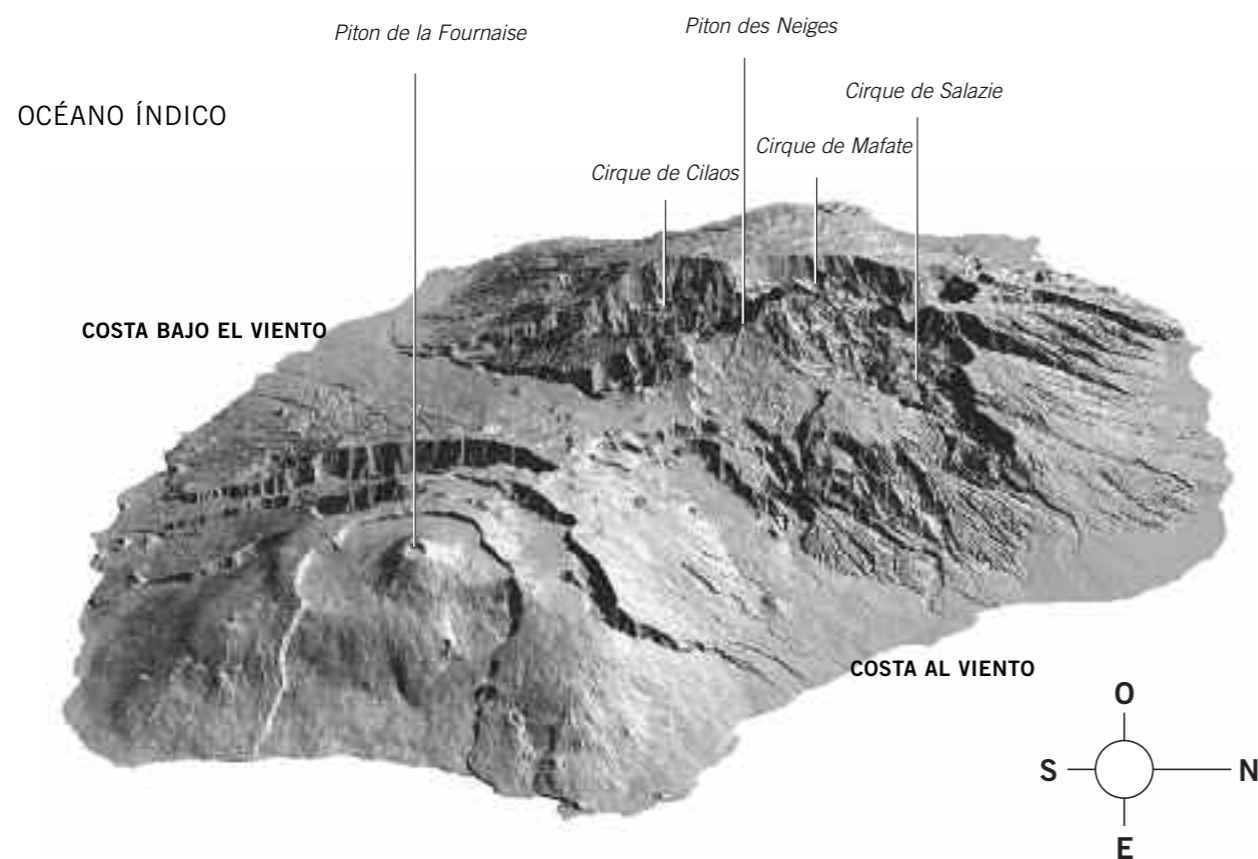 Piton de la Fournaise
Piton des Neiges
Cirque de Salazie
OCÉANO ÍNDICO
Cirque de Mafate
Cirque de Cilaos
COSTA BAJO EL VIENTO
COSTA AL VIENTO
O
S
N
E